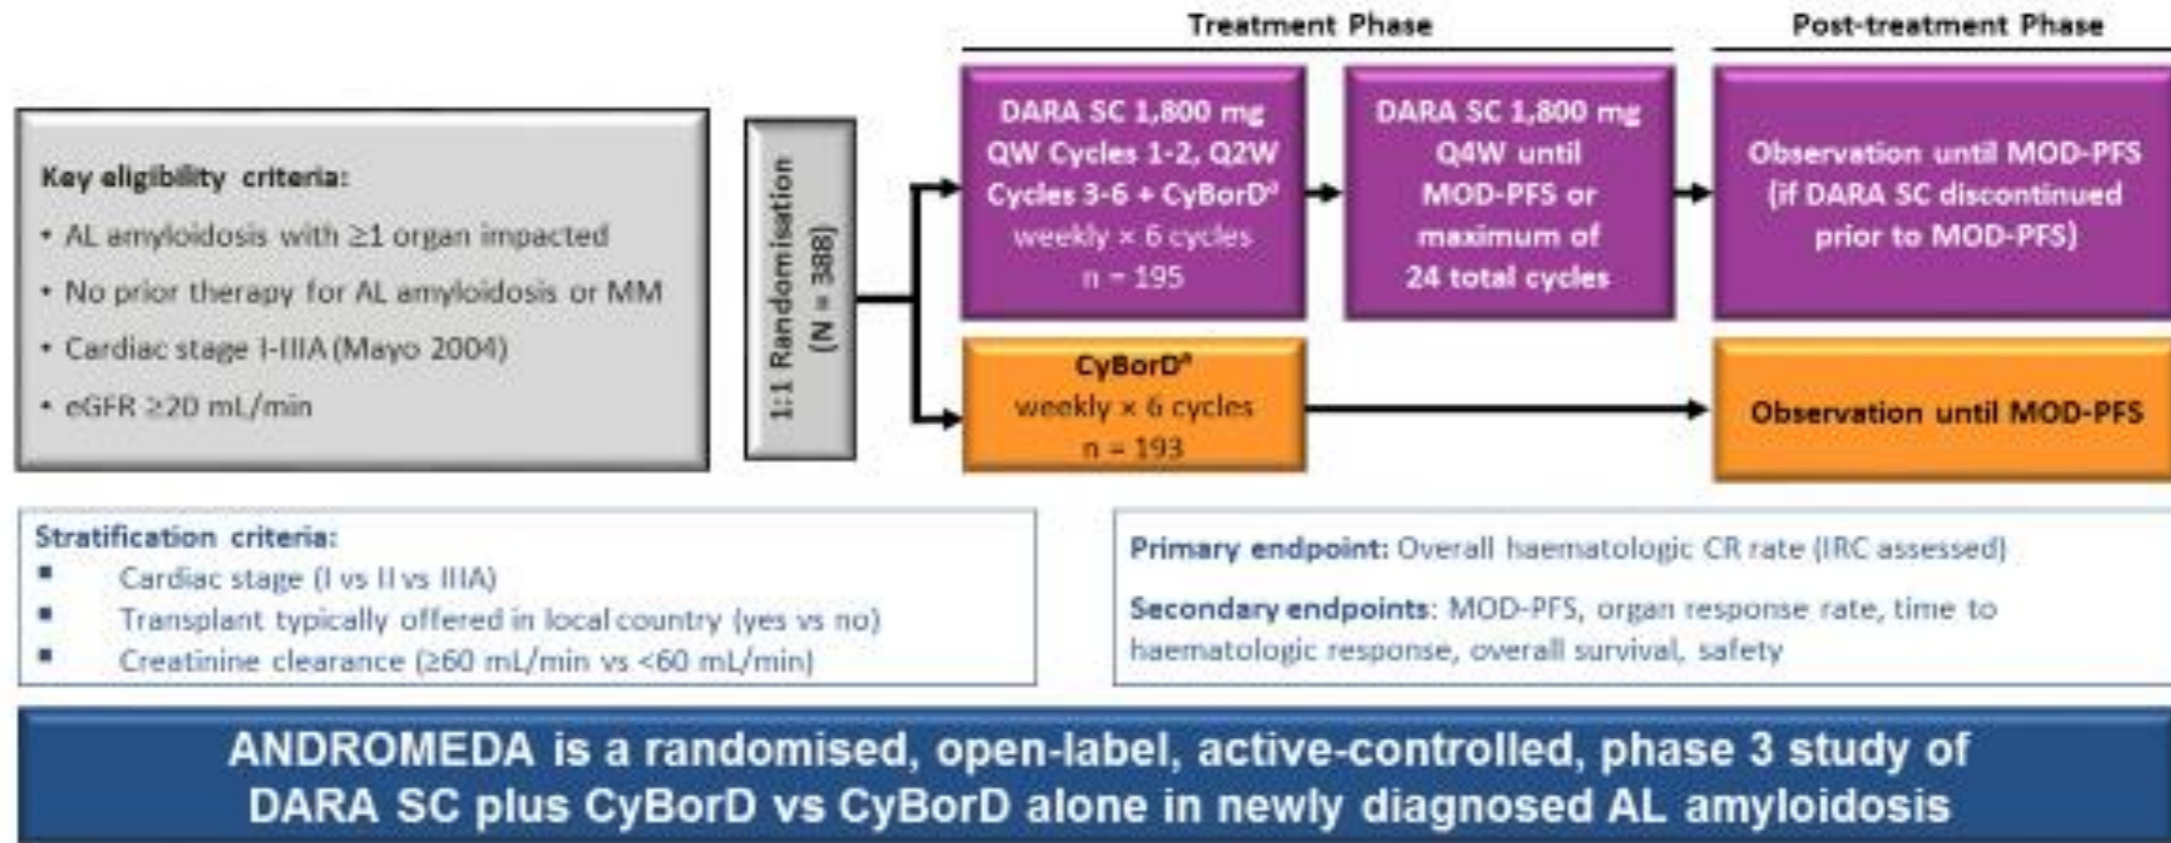 Treatment Phase
Post-treatment Phase
Key eligibility criteria:
• AL amyloidosis with ≥1 organ impacted
• No prior therapy for AL amyloidosis or MM
• Cardiac stage I-IIIA (Mayo 2004)
• eGFR ≥20 mL/min
1:1 Randomisation
(N = 388)
DARA SC 1,800 mg
QW Cycles 1-2, Q2W
Cycles 3-6 + CyBorDᵃ
weekly × 6 cycles
n = 195
DARA SC 1,800 mg
Q4W until
MOD-PFS or
maximum of
24 total cycles
Observation until MOD-PFS
(if DARA SC discontinued
prior to MOD-PFS)
CyBorDᵃ
weekly × 6 cycles
n = 193
Observation until MOD-PFS
Stratification criteria:
▪ Cardiac stage (I vs II vs IIIA)
▪ Transplant typically offered in local country (yes vs no)
▪ Creatinine clearance (≥60 mL/min vs <60 mL/min)
Primary endpoint: Overall haematologic CR rate (IRC assessed)
Secondary endpoints: MOD-PFS, organ response rate, time to
haematologic response, overall survival, safety
ANDROMEDA is a randomised, open-label, active-controlled, phase 3 study of
DARA SC plus CyBorD vs CyBorD alone in newly diagnosed AL amyloidosis